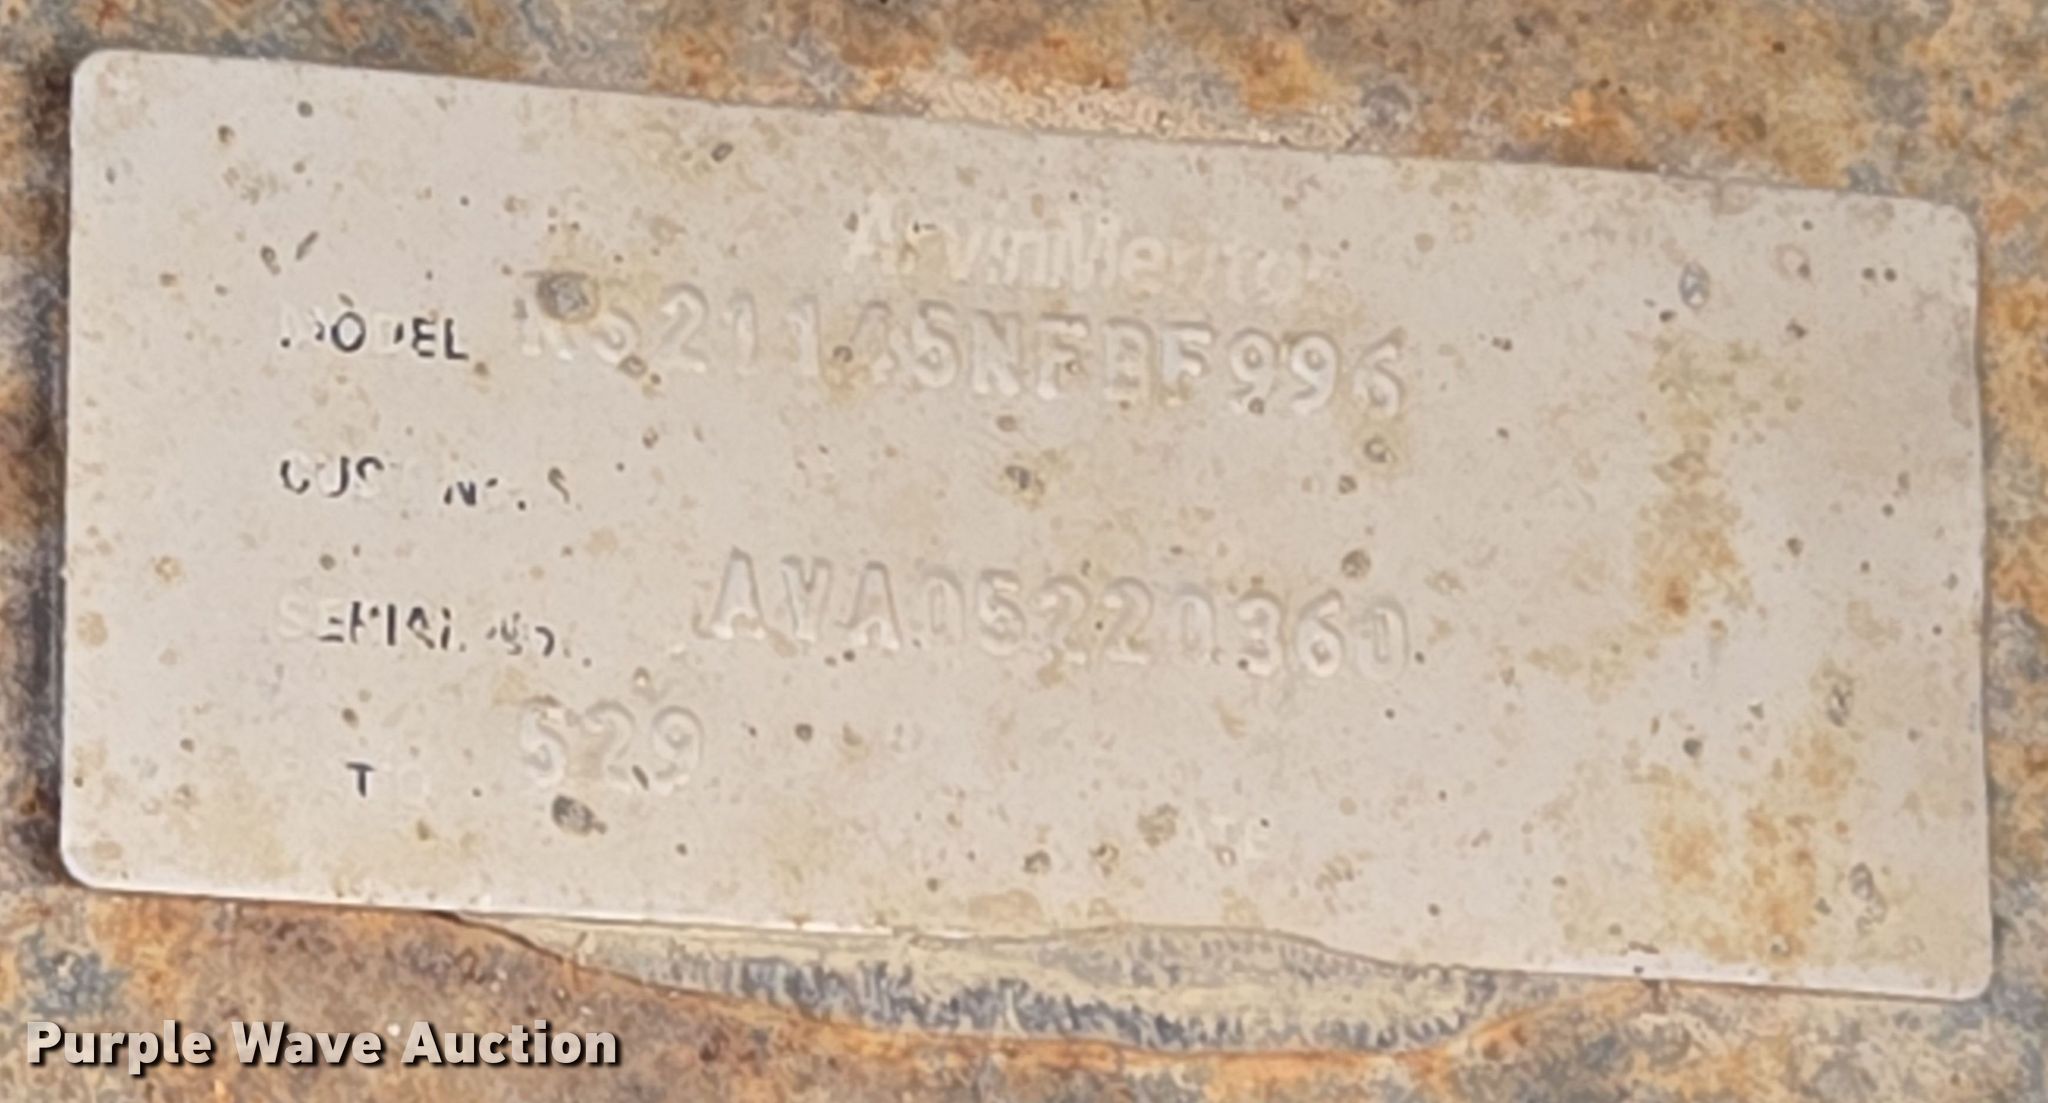 ArvinMeritor
MODEL RS21145NFBF996
CUST. No.
SERIAL No. AVA05220360
529
Purple Wave Auction